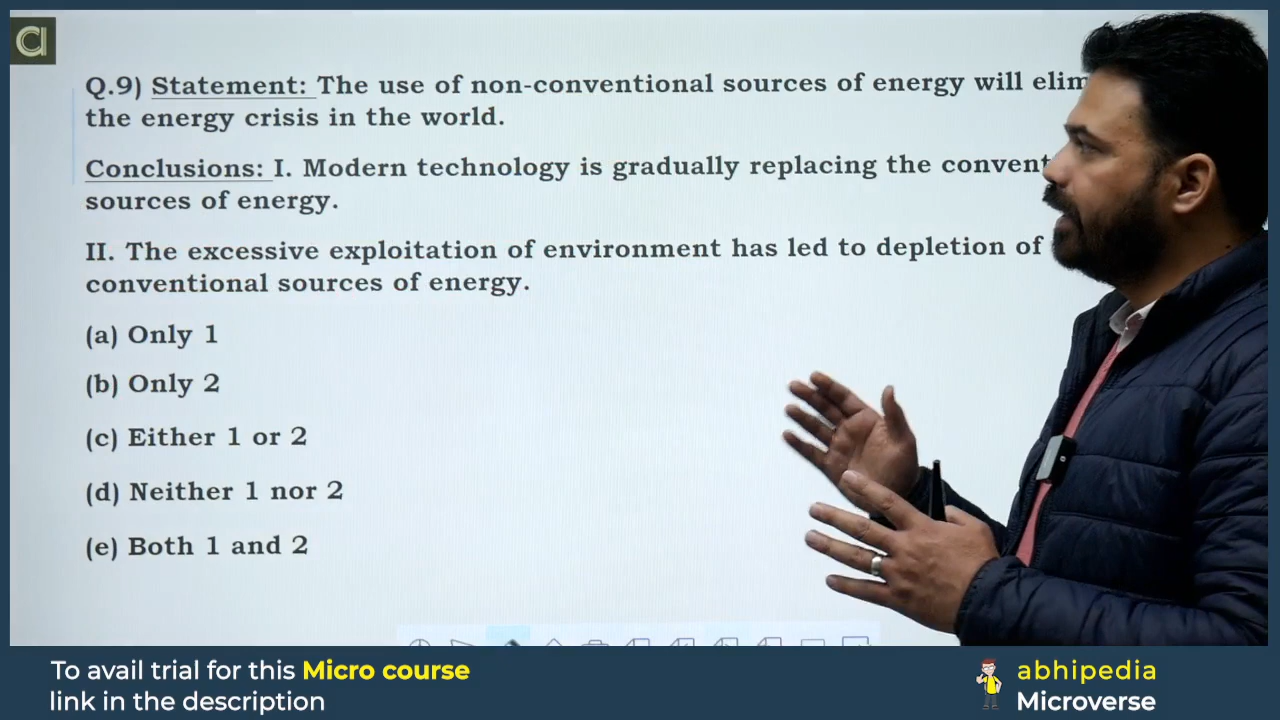 Q.9) Statement: The use of non-conventional sources of energy will elim
the energy crisis in the world.
Conclusions: I. Modern technology is gradually replacing the convent
sources of energy.
II. The excessive exploitation of environment has led to depletion of
conventional sources of energy.
(a) Only 1
(b) Only 2
(c) Either 1 or 2
(d) Neither 1 nor 2
(e) Both 1 and 2
To avail trial for this Micro course
link in the description
abhipedia
Microverse